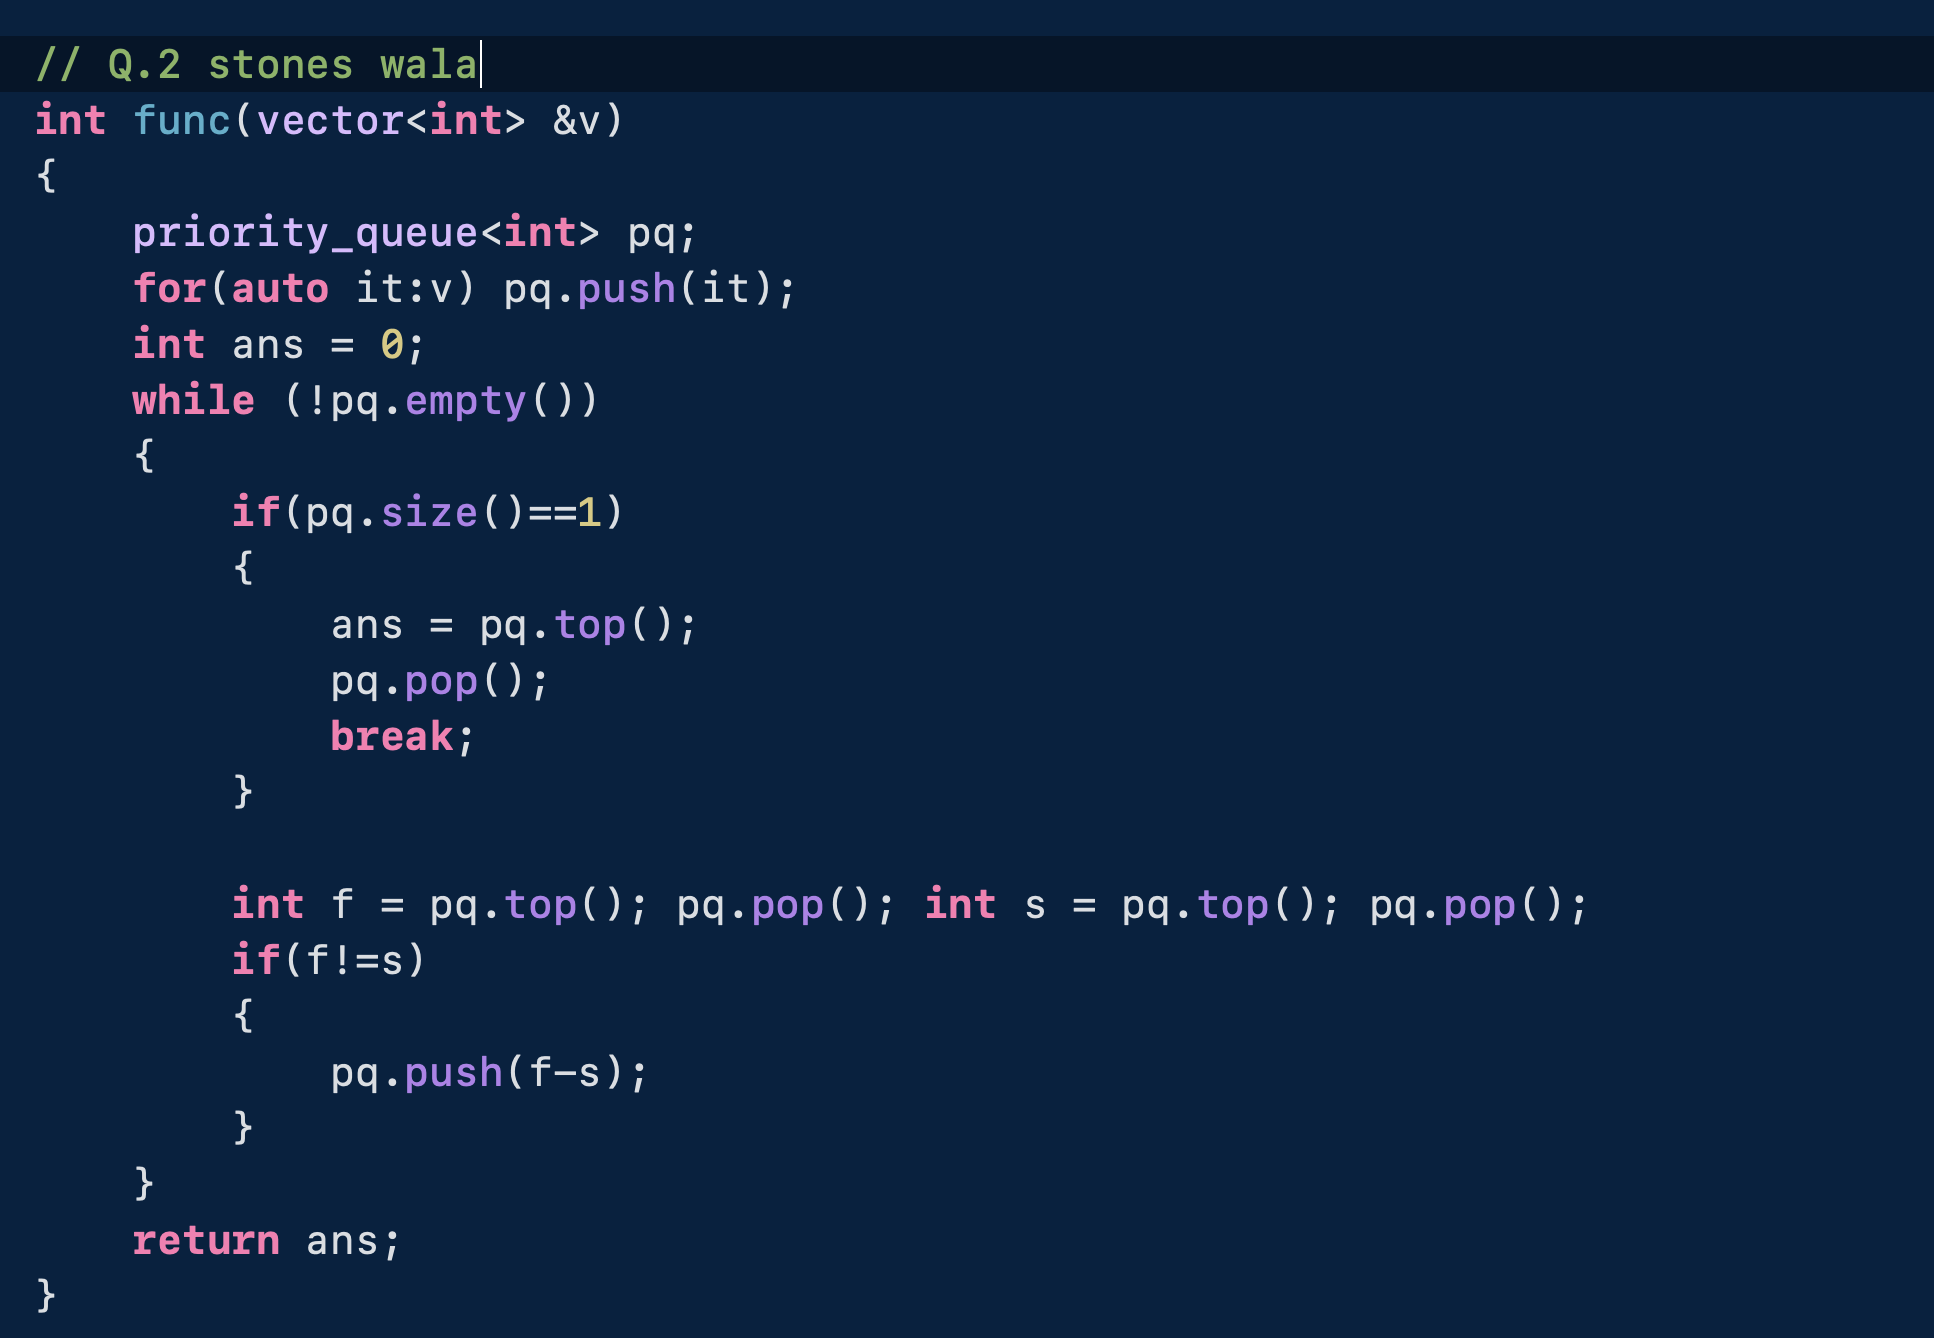 // Q.2 stones wala
int func(vector<int> &v)
{
    priority_queue<int> pq;
    for(auto it:v) pq.push(it);
    int ans = 0;
    while (!pq.empty())
    {
        if(pq.size()==1)
        {
            ans = pq.top();
            pq.pop();
            break;
        }

        int f = pq.top(); pq.pop(); int s = pq.top(); pq.pop();
        if(f!=s)
        {
            pq.push(f-s);
        }
    }
    return ans;
}